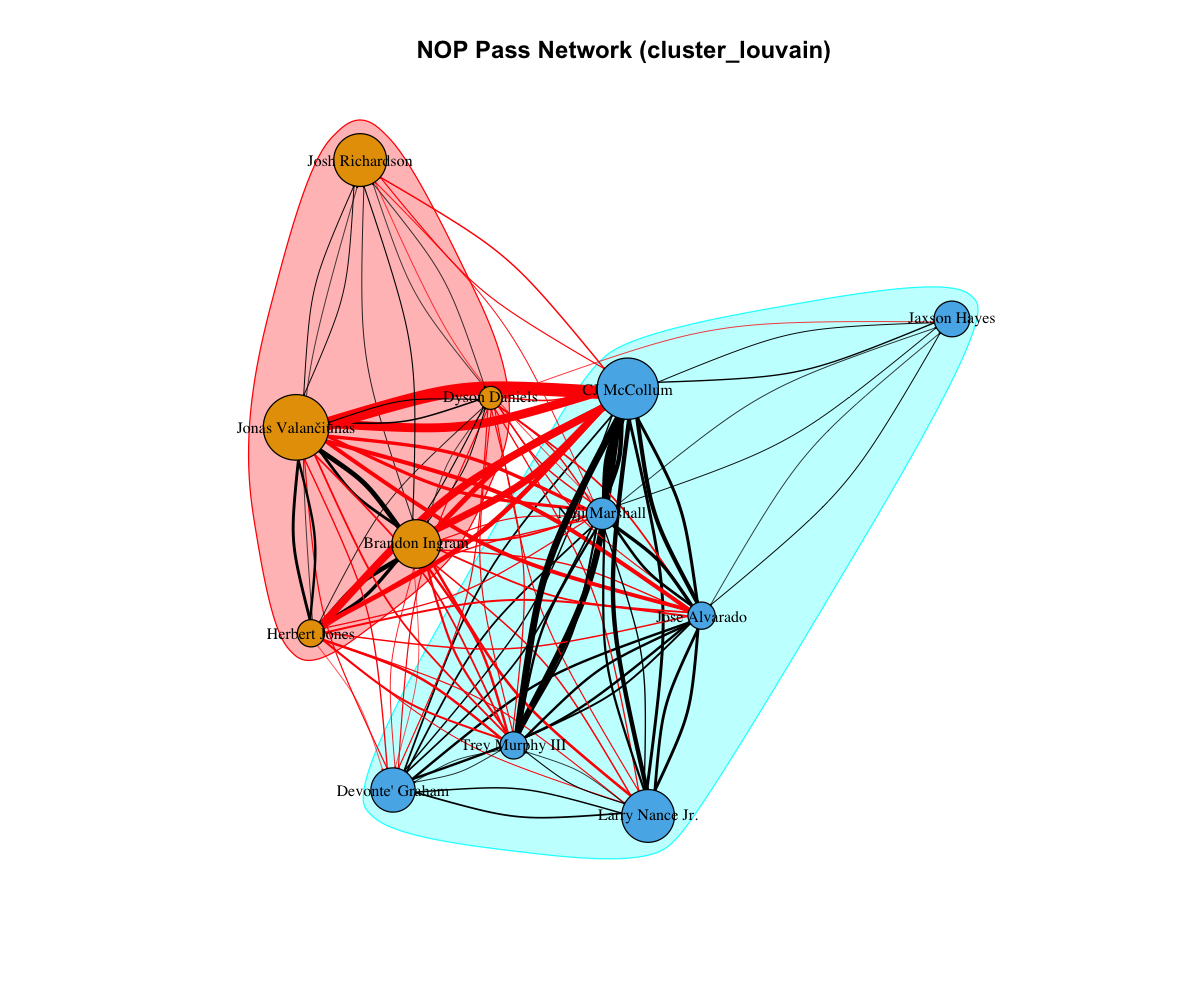 NOP Pass Network (cluster_louvain)
Josh Richardson
Jaxson Hayes
CJ McCollum
Dyson Daniels
Jonas Valančiūnas
Naji Marshall
Brandon Ingram
Jose Alvarado
Herbert Jones
Trey Murphy III
Devonte' Graham
Larry Nance Jr.